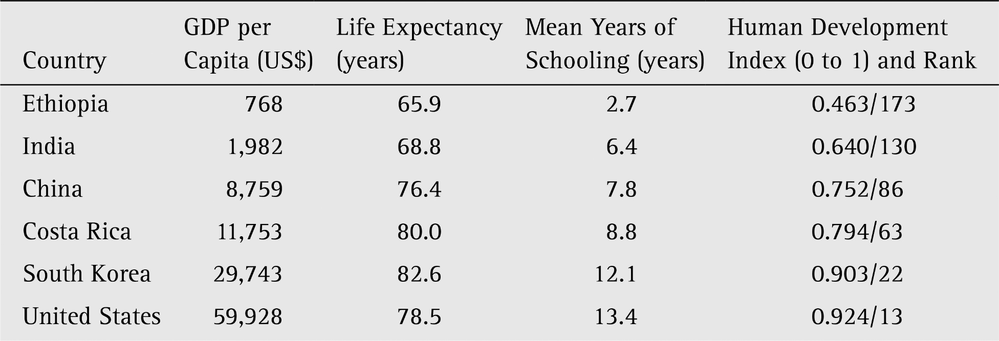 Country GDP per Capita (US$) Life Expectancy (years) Mean Years of Schooling (years) Human Development Index (0 to 1) and Rank
Ethiopia 768 65.9 2.7 0.463/173
India 1,982 68.8 6.4 0.640/130
China 8,759 76.4 7.8 0.752/86
Costa Rica 11,753 80.0 8.8 0.794/63
South Korea 29,743 82.6 12.1 0.903/22
United States 59,928 78.5 13.4 0.924/13